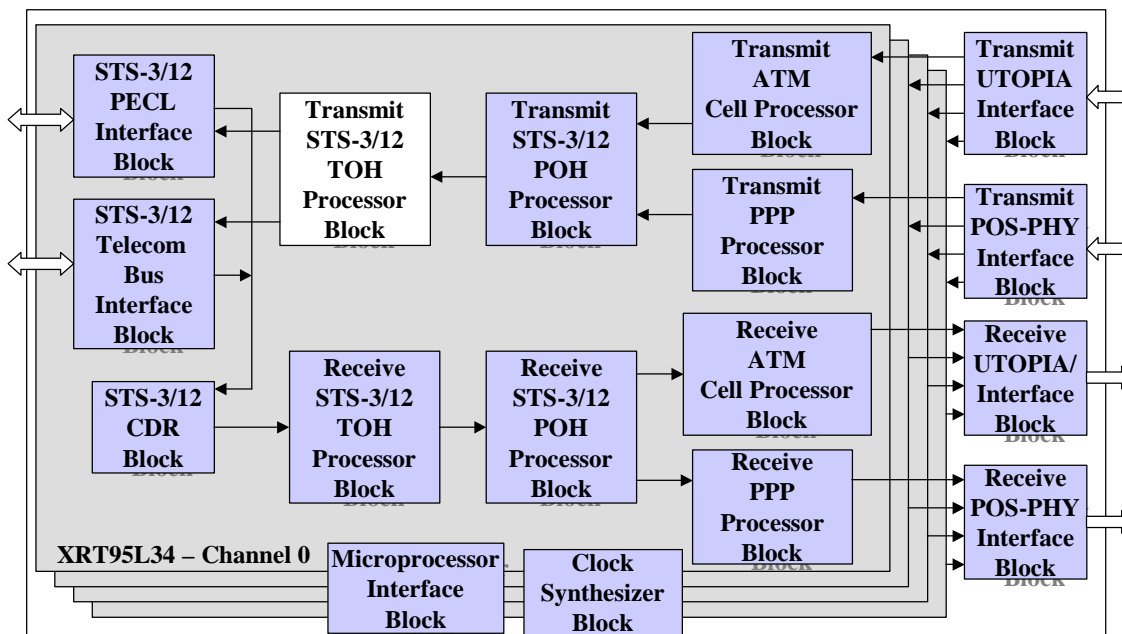 STS-3/12
PECL
Interface
Block
Transmit
STS-3/12
TOH
Processor
Block
Transmit
STS-3/12
POH
Processor
Block
Transmit
ATM
Cell Processor
Block
Transmit
UTOPIA
Interface
Block
STS-3/12
Telecom
Bus
Interface
Block
Transmit
PPP
Processor
Block
Transmit
POS-PHY
Interface
Block
STS-3/12
CDR
Block
Receive
STS-3/12
TOH
Processor
Block
Receive
STS-3/12
POH
Processor
Block
Receive
ATM
Cell Processor
Block
Receive
UTOPIA/
Interface
Block
Receive
PPP
Processor
Block
Receive
POS-PHY
Interface
Block
XRT95L34 – Channel 0
Microprocessor
Interface
Block
Clock
Synthesizer
Block